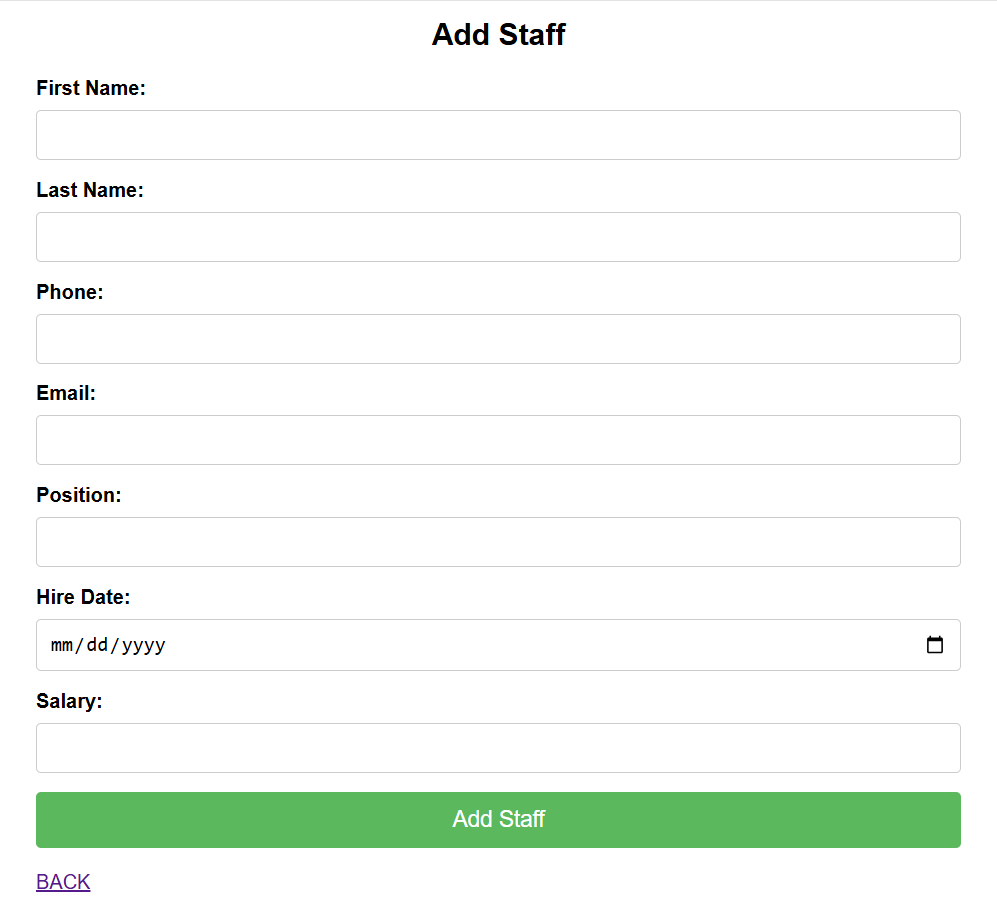 Add Staff
First Name:
Last Name:
Phone:
Email:
Position:
Hire Date:
mm/dd/yyyy
Salary:
Add Staff
BACK